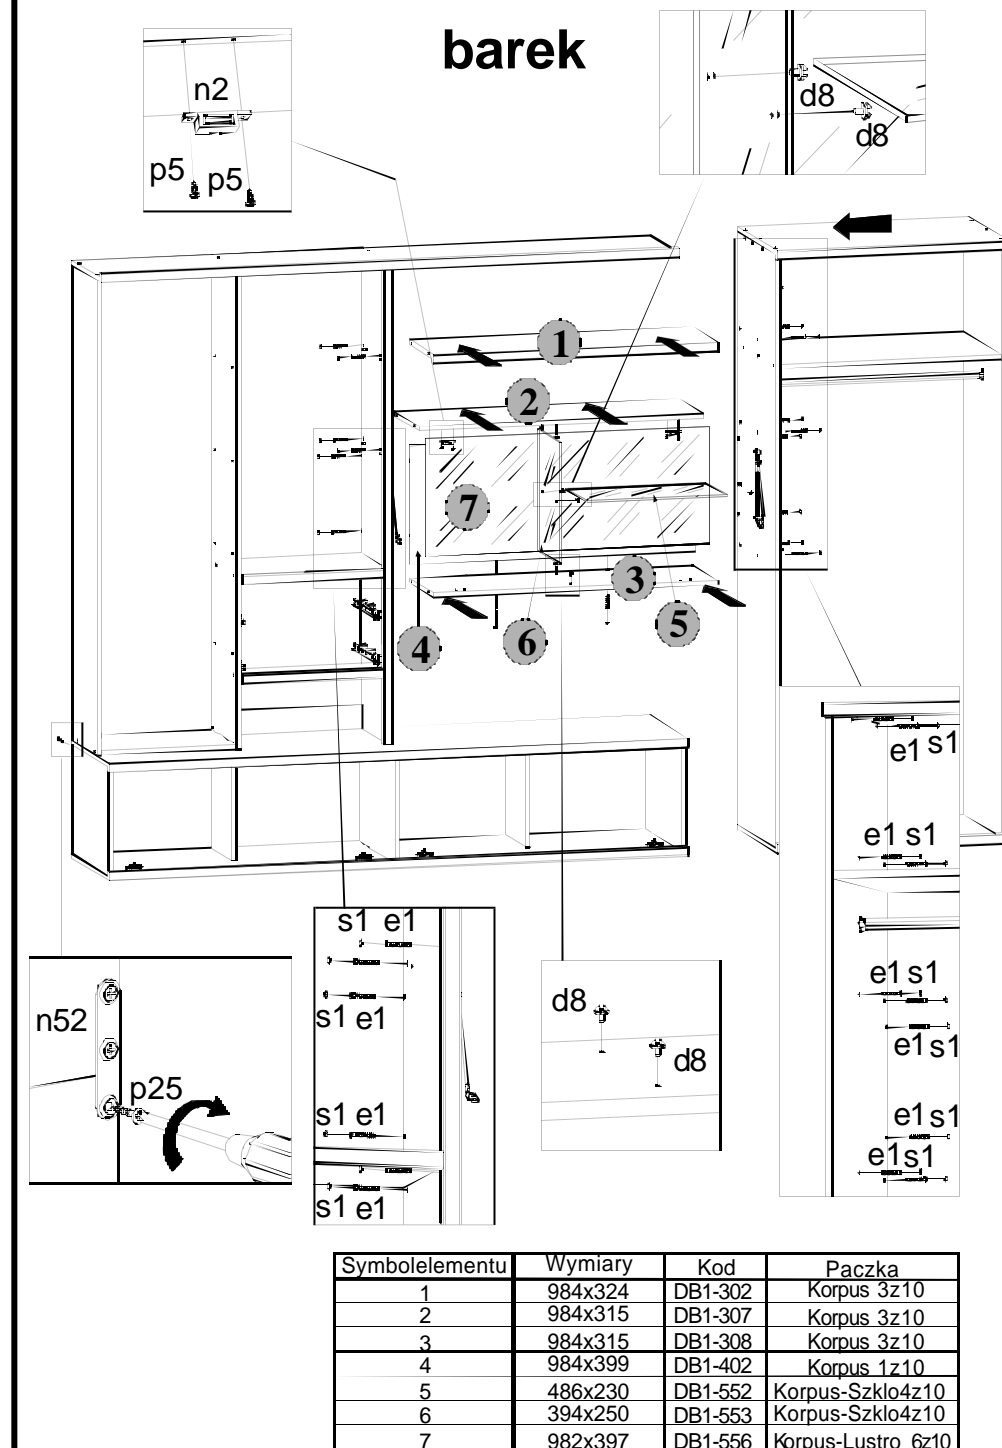 barek
n2
p5 p5
d8
d8
1
2
7
3
5
4
6
e1 s1
e1 s1
e1 s1
e1 s1
e1 s1
e1 s1
s1 e1
s1 e1
s1 e1
s1 e1
d8
d8
n52
p25
Symbolelementu Wymiary Kod Paczka
1 984x324 DB1-302 Korpus 3z10
2 984x315 DB1-307 Korpus 3z10
3 984x315 DB1-308 Korpus 3z10
4 984x399 DB1-402 Korpus 1z10
5 486x230 DB1-552 Korpus-Szklo4z10
6 394x250 DB1-553 Korpus-Szklo4z10
7 982x397 DB1-556 Korpus-Lustro 6z10